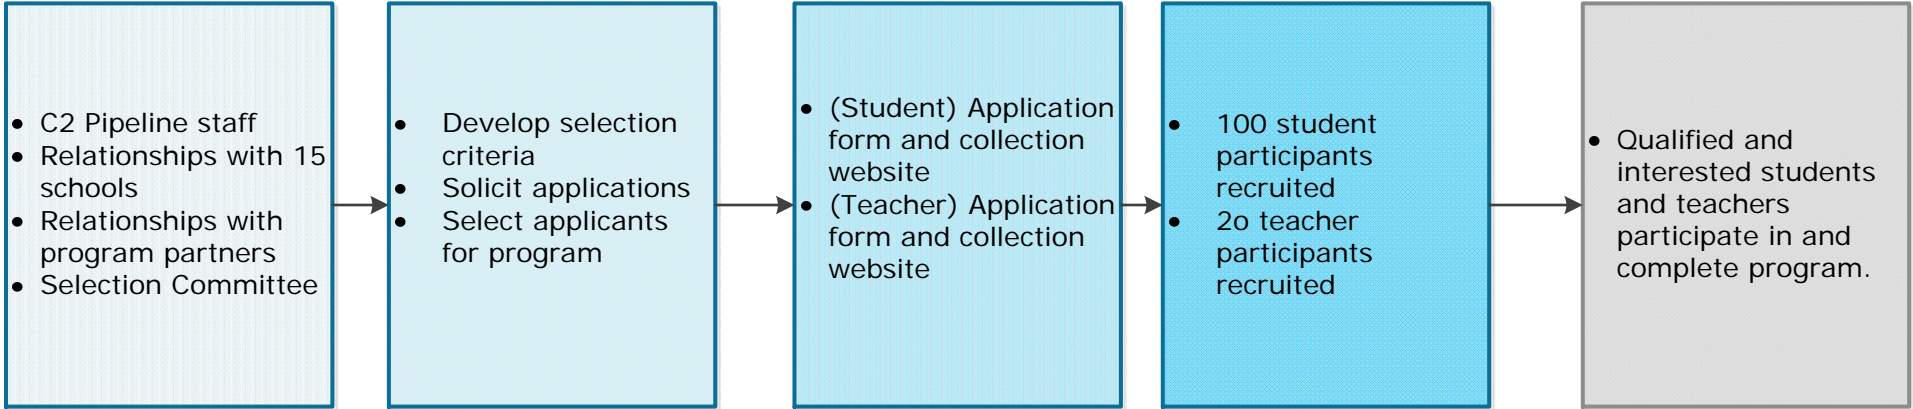 • C2 Pipeline staff
• Relationships with 15
schools
• Relationships with
program partners
• Selection Committee
• Develop selection
criteria
• Solicit applications
• Select applicants
for program
• (Student) Application
form and collection
website
• (Teacher) Application
form and collection
website
• 100 student
participants
recruited
• 2o teacher
participants
recruited
• Qualified and
interested students
and teachers
participate in and
complete program.